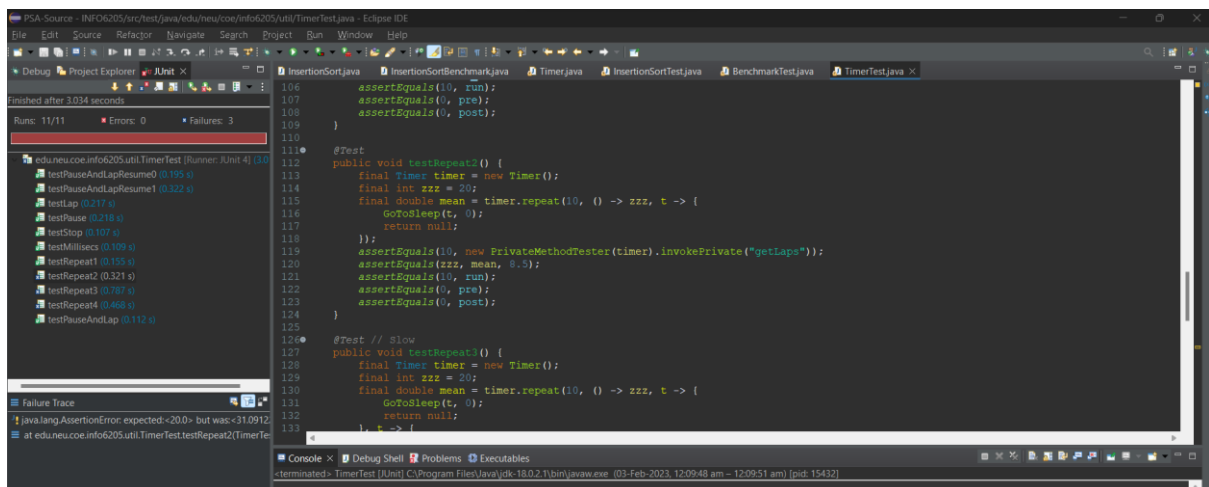 PSA-Source - INFO6205/src/test/java/edu/neu/coe/info6205/util/TimerTest.java - Eclipse IDE
File Edit Source Refactor Navigate Search Project Run Window Help
Debug Project Explorer JUnit
InsertionSort.java InsertionSortBenchmark.java Timer.java InsertionSortTest.java BenchmarkTest.java TimerTest.java
Finished after 3.034 seconds
Runs: 11/11 Errors: 0 Failures: 3
edu.neu.coe.info6205.util.TimerTest [Runner: JUnit 4] (3.0
testPauseAndLapResume0 (0.195 s)
testPauseAndLapResume1 (0.322 s)
testLap (0.217 s)
testPause (0.218 s)
testStop (0.107 s)
testMillisecs (0.109 s)
testRepeat1 (0.155 s)
testRepeat2 (0.321 s)
testRepeat3 (0.787 s)
testRepeat4 (0.468 s)
testPauseAndLap (0.112 s)
Failure Trace
java.lang.AssertionError: expected:<20.0> but was:<31.0912
at edu.neu.coe.info6205.util.TimerTest.testRepeat2(TimerTe
106 assertEquals(10, run);
107 assertEquals(0, pre);
108 assertEquals(0, post);
109 }
110
111 @Test
112 public void testRepeat2() {
113 final Timer timer = new Timer();
114 final int zzz = 20;
115 final double mean = timer.repeat(10, () -> zzz, t -> {
116 GoToSleep(t, 0);
117 return null;
118 });
119 assertEquals(10, new PrivateMethodTester(timer).invokePrivate("getLaps"));
120 assertEquals(zzz, mean, 8.5);
121 assertEquals(10, run);
122 assertEquals(0, pre);
123 assertEquals(0, post);
124 }
125
126 @Test // Slow
127 public void testRepeat3() {
128 final Timer timer = new Timer();
129 final int zzz = 20;
130 final double mean = timer.repeat(10, () -> zzz, t -> {
131 GoToSleep(t, 0);
132 return null;
133 }, t -> {
Console Debug Shell Problems Executables
<terminated> TimerTest [JUnit] C:\Program Files\Java\jdk-18.0.2.1\bin\javaw.exe (03-Feb-2023, 12:09:48 am – 12:09:51 am) [pid: 15432]